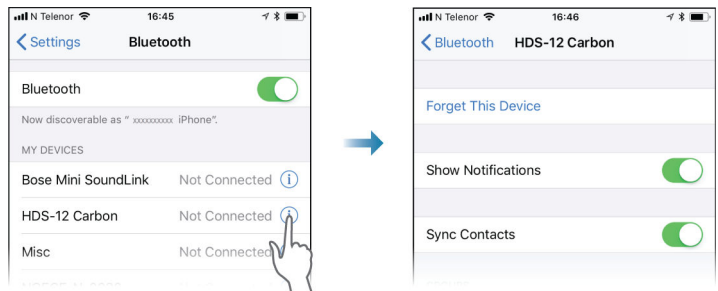 N Telenor 16:45
Settings Bluetooth
Bluetooth
Now discoverable as " xxxxxxxxxx iPhone".
MY DEVICES
Bose Mini SoundLink Not Connected i
HDS-12 Carbon Not Connected i
Misc Not Connected
N Telenor 16:46
Bluetooth HDS-12 Carbon
Forget This Device
Show Notifications
Sync Contacts